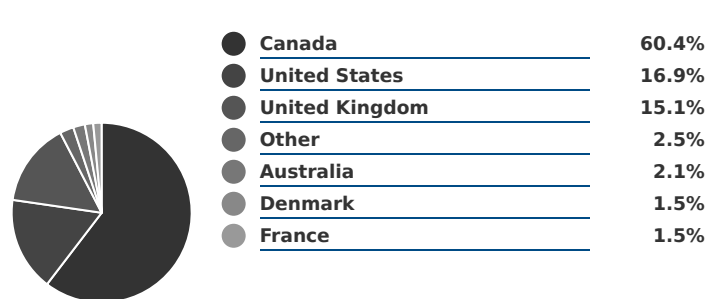 Canada 60.4%
United States 16.9%
United Kingdom 15.1%
Other 2.5%
Australia 2.1%
Denmark 1.5%
France 1.5%